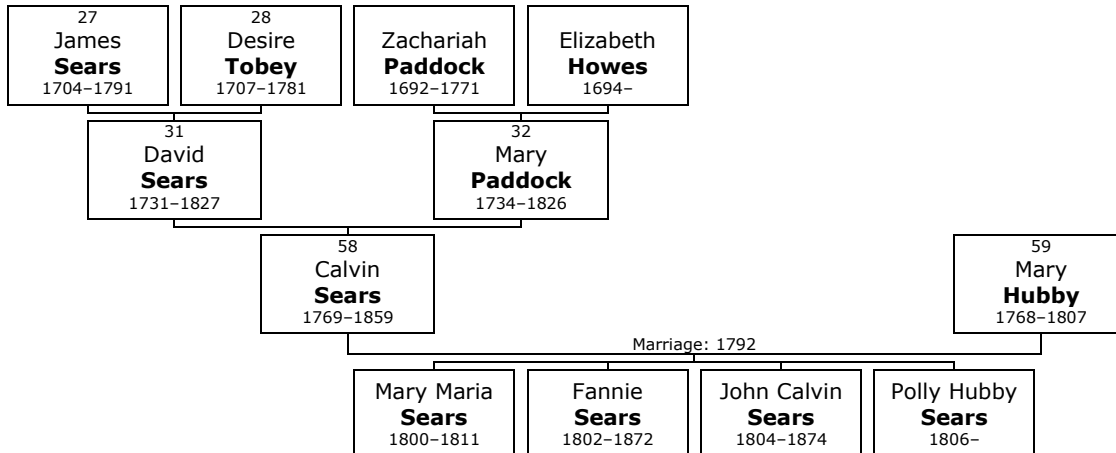 27
James
Sears
1704–1791
28
Desire
Tobey
1707–1781
Zachariah
Paddock
1692–1771
Elizabeth
Howes
1694–
31
David
Sears
1731–1827
32
Mary
Paddock
1734–1826
58
Calvin
Sears
1769–1859
59
Mary
Hubby
1768–1807
Marriage: 1792
Mary Maria
Sears
1800–1811
Fannie
Sears
1802–1872
John Calvin
Sears
1804–1874
Polly Hubby
Sears
1806–